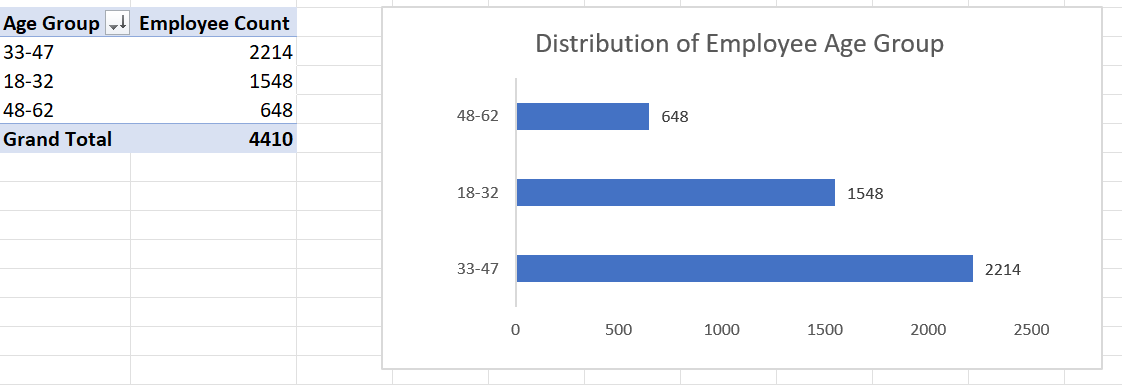 Age Group Employee Count
33-47 2214
18-32 1548
48-62 648
Grand Total 4410
Distribution of Employee Age Group
48-62 648
18-32 1548
33-47 2214
0 500 1000 1500 2000 2500